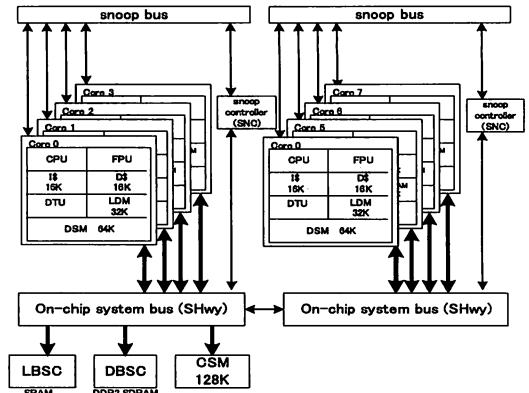 snoop bus
snoop bus
Core 3
Core 2
Core 1
Core 0
CPU
FPU
I$
16K
D$
16K
DTU
LDM
32K
DSM 64K
snoop
controller
(SNC)
Core 7
Core 6
Core 5
Core 0
CPU
FPU
I$
16K
D$
16K
DTU
LDM
32K
DSM 64K
snoop
controller
(SNC)
On-chip system bus (SHwy)
On-chip system bus (SHwy)
LBSC
DBSC
CSM
128K
SRAM
DDR2 SDRAM